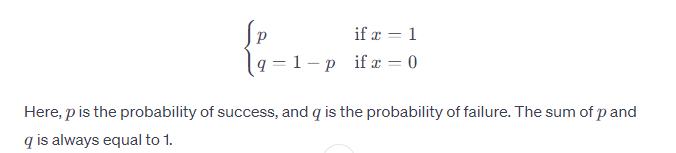 p if x = 1
q = 1 − p if x = 0
Here, p is the probability of success, and q is the probability of failure. The sum of p and
q is always equal to 1.